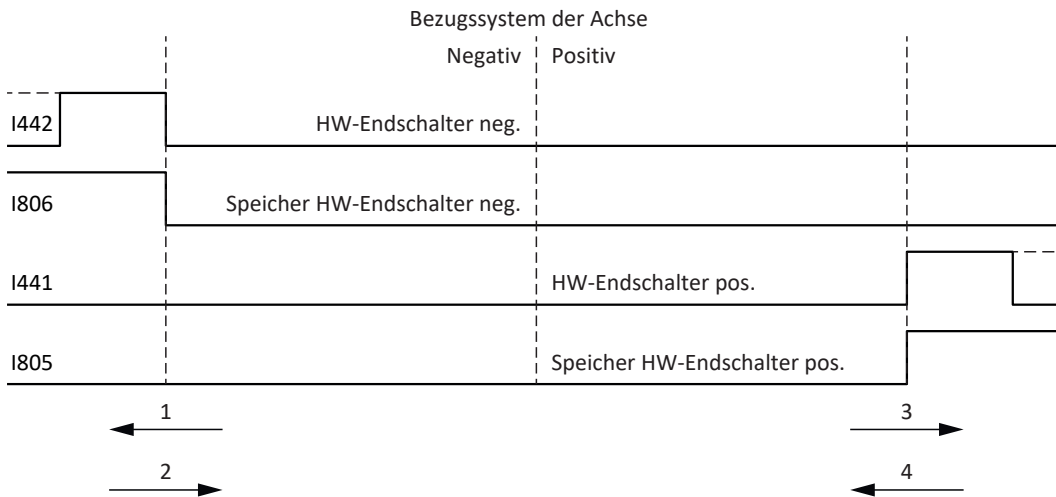 Bezugssystem der Achse
Negativ Positiv
I442 HW-Endschalter neg.
I806 Speicher HW-Endschalter neg.
I441 HW-Endschalter pos.
I805 Speicher HW-Endschalter pos.
1 3
2 4